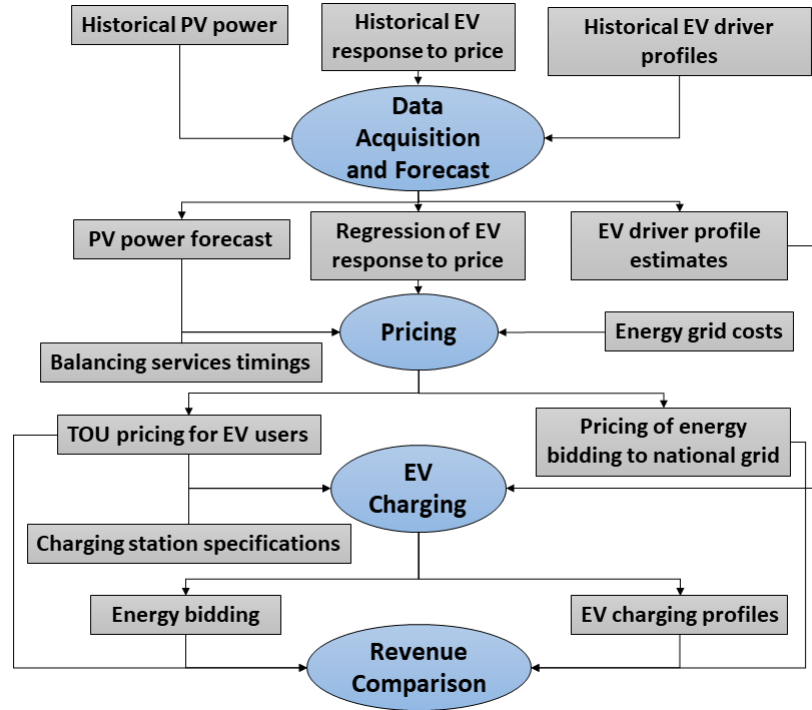 Historical PV power
Historical EV
response to price
Historical EV driver
profiles
Data
Acquisition
and Forecast
PV power forecast
Regression of EV
response to price
EV driver profile
estimates
Pricing
Energy grid costs
Balancing services timings
TOU pricing for EV users
Pricing of energy
bidding to national grid
EV
Charging
Charging station specifications
Energy bidding
EV charging profiles
Revenue
Comparison